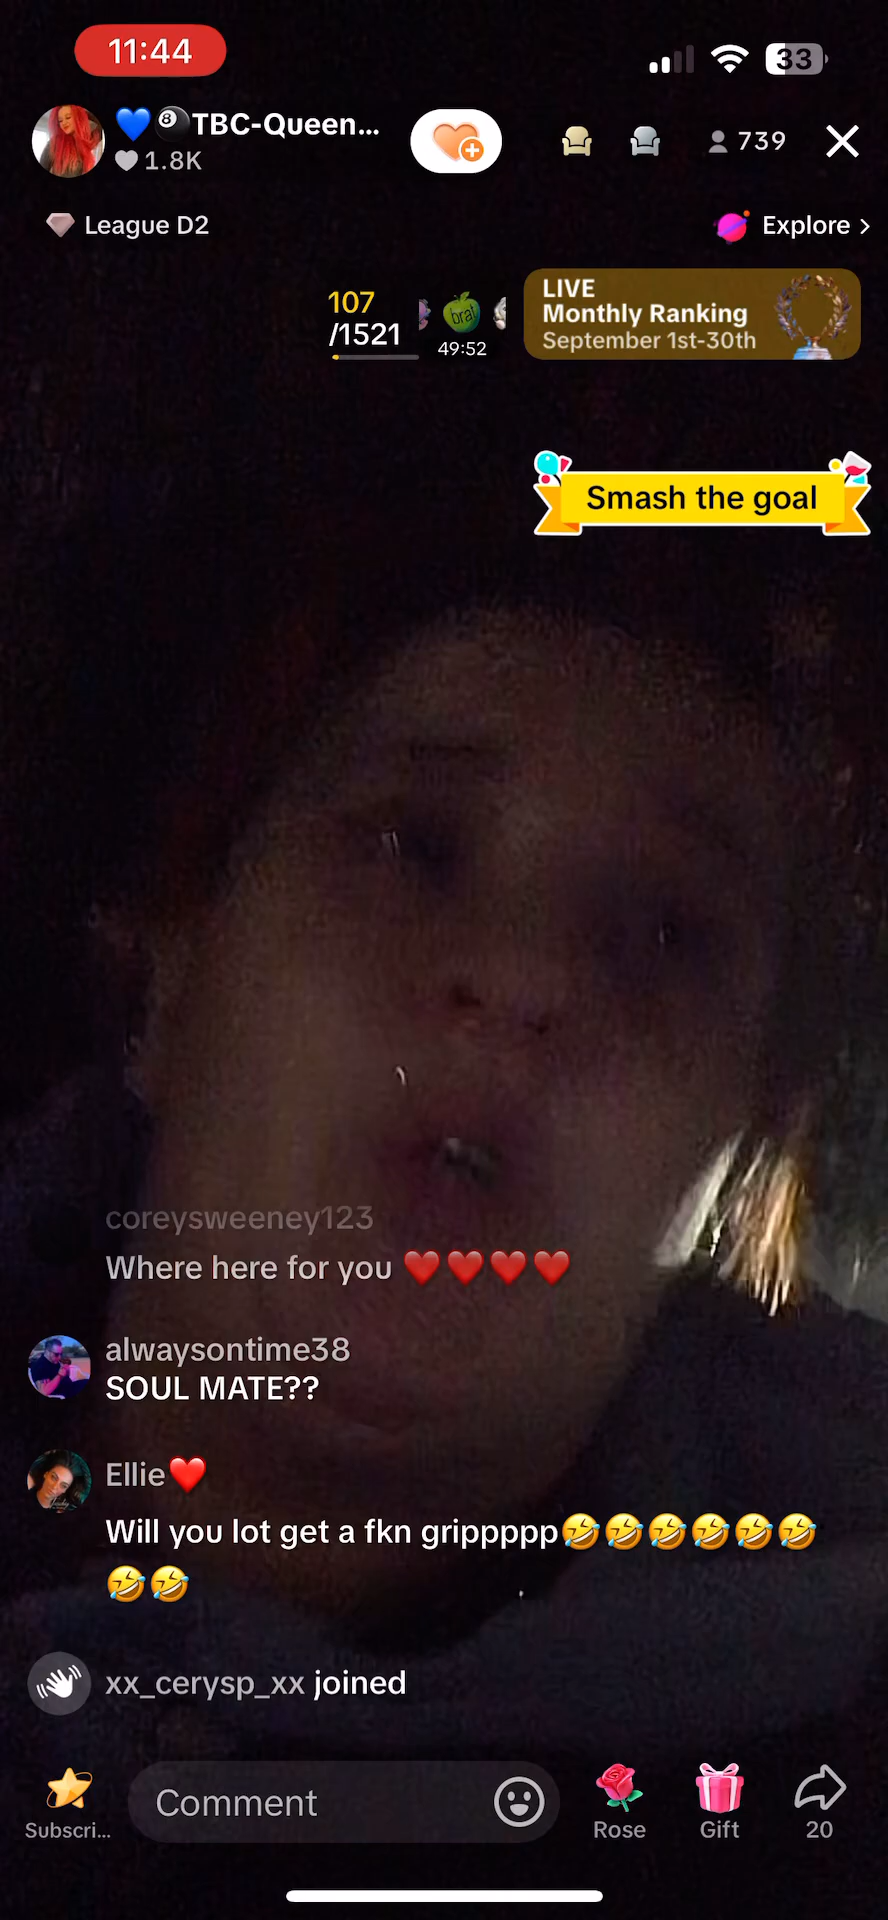 11:44
33
💙🎱TBC-Queen...
1.8K
739
League D2
Explore >
107
/1521
brat
49:52
LIVE
Monthly Ranking
September 1st-30th
Smash the goal
coreysweeney123
Where here for you ❤️❤️❤️❤️
alwaysontime38
SOUL MATE??
Ellie❤️
Will you lot get a fkn grippppp🤣🤣🤣🤣🤣🤣
🤣🤣
xx_cerysp_xx joined
Comment
Subscri...
Rose
Gift
20